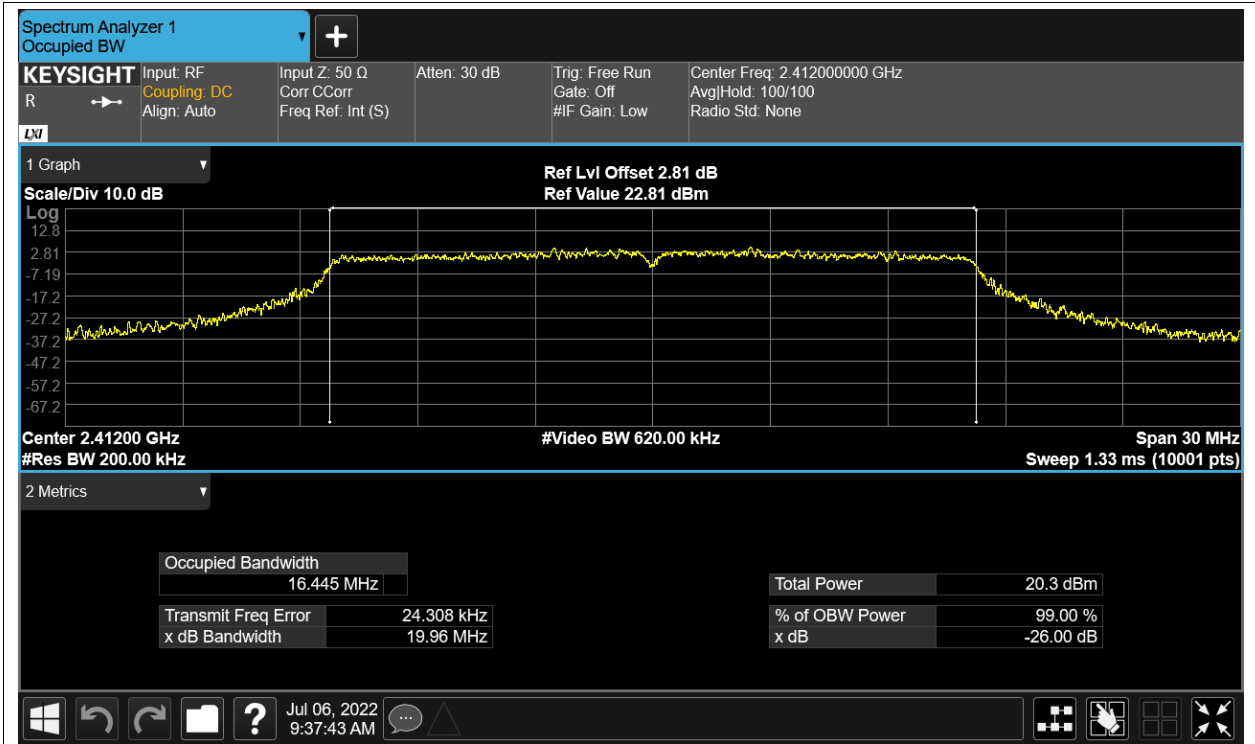 Spectrum Analyzer 1
Occupied BW
▼
+
KEYSIGHT
R
LXI
Input: RF
Coupling: DC
Align: Auto
Input Z: 50 Ω
Corr CCorr
Freq Ref: Int (S)
Atten: 30 dB
Trig: Free Run
Gate: Off
#IF Gain: Low
Center Freq: 2.412000000 GHz
Avg|Hold: 100/100
Radio Std: None
1 Graph ▼
Scale/Div 10.0 dB
Ref Lvl Offset 2.81 dB
Ref Value 22.81 dBm
Log
12.8
2.81
-7.19
-17.2
-27.2
-37.2
-47.2
-57.2
-67.2
Center 2.41200 GHz
#Res BW 200.00 kHz
#Video BW 620.00 kHz
Span 30 MHz
Sweep 1.33 ms (10001 pts)
2 Metrics ▼
Occupied Bandwidth
16.445 MHz
Transmit Freq Error 24.308 kHz
x dB Bandwidth 19.96 MHz
Total Power 20.3 dBm
% of OBW Power 99.00 %
x dB -26.00 dB
?
Jul 06, 2022
9:37:43 AM